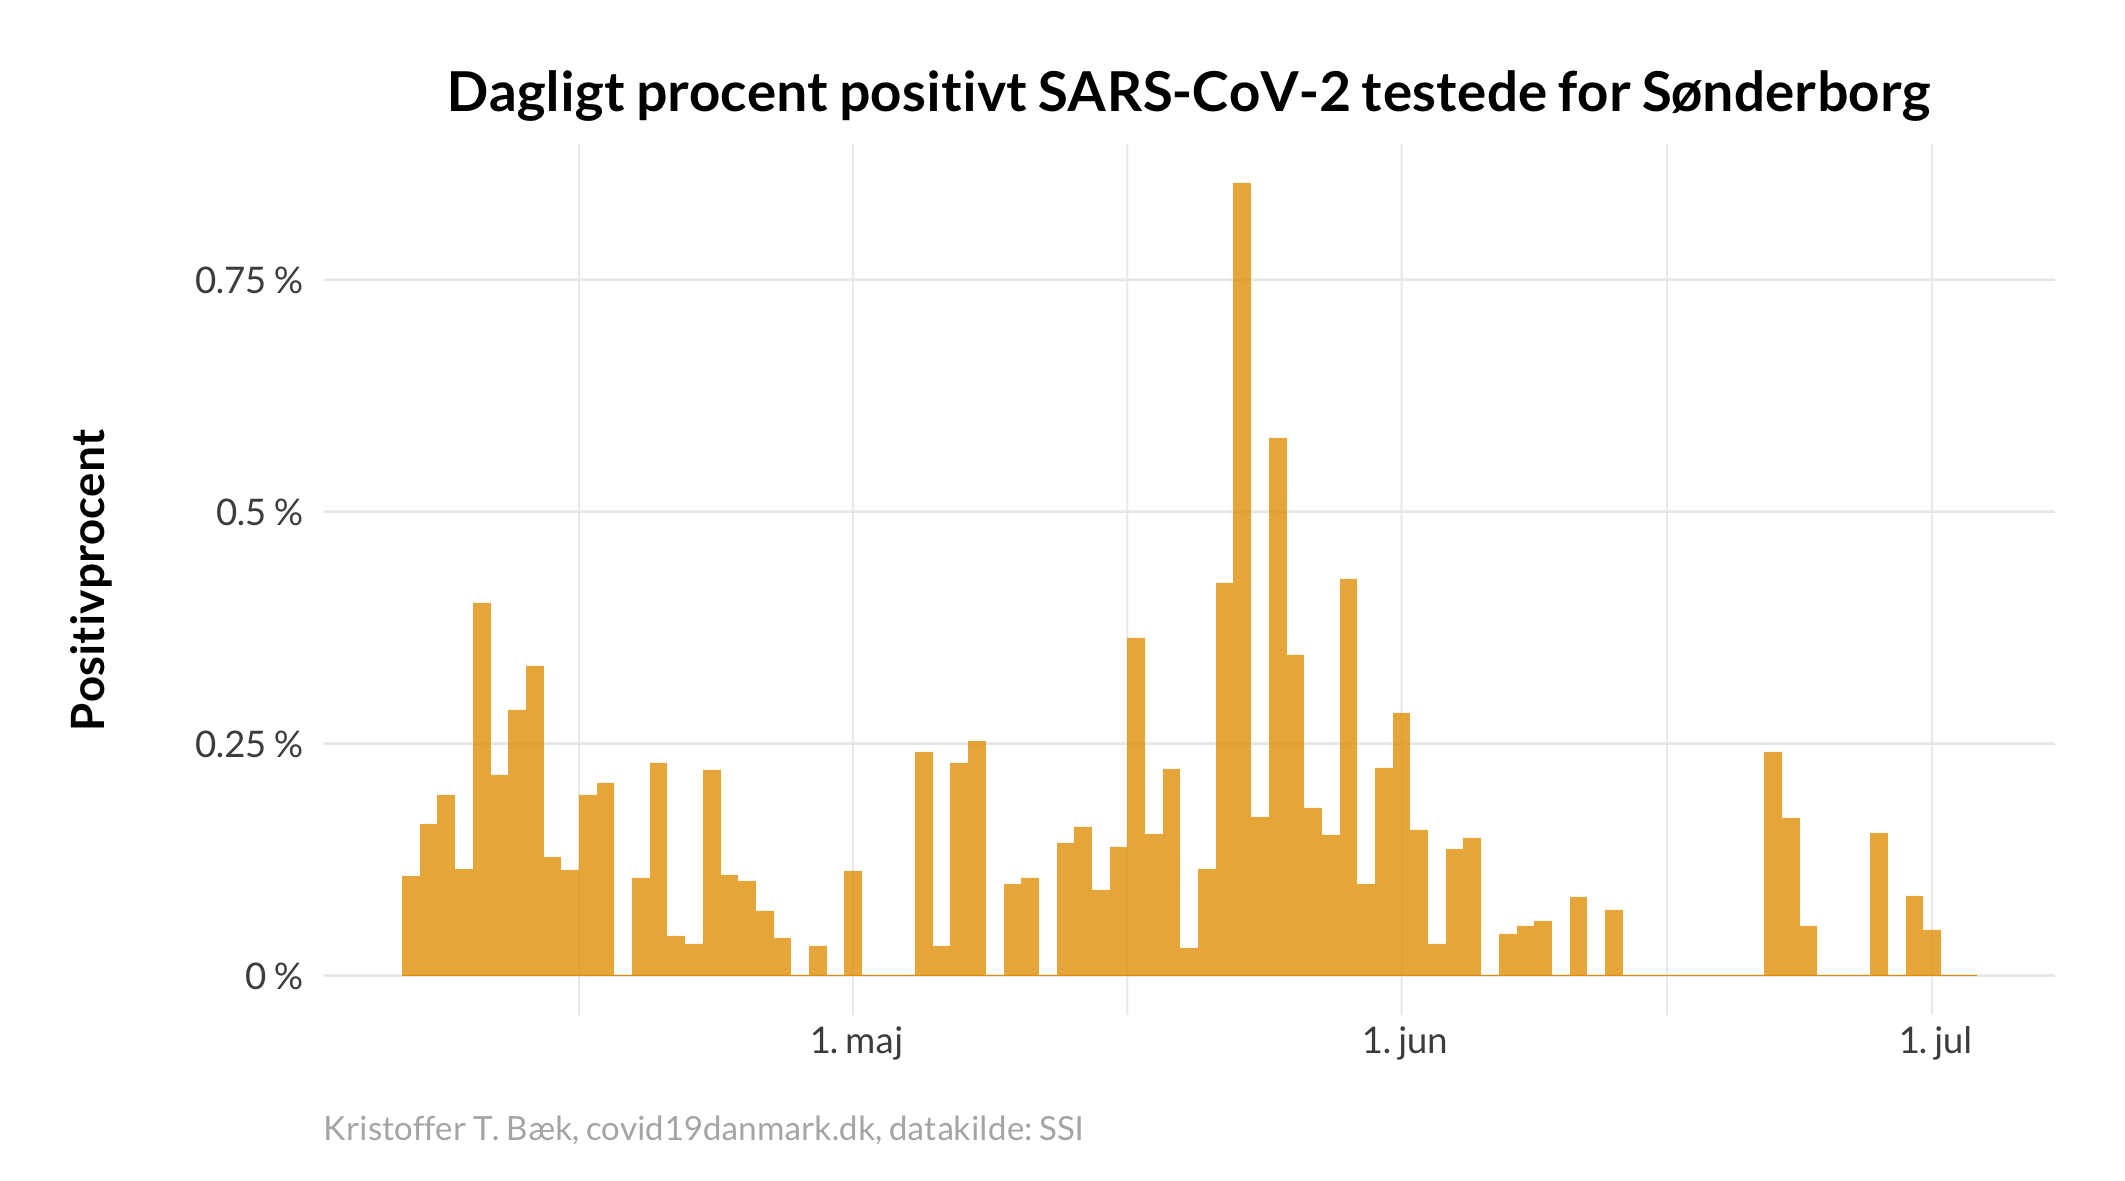 Dagligt procent positivt SARS-CoV-2 testede for Sønderborg
Positivprocent
0.75 %
0.5 %
0.25 %
0 %
1. maj
1. jun
1. jul
Kristoffer T. Bæk, covid19danmark.dk, datakilde: SSI